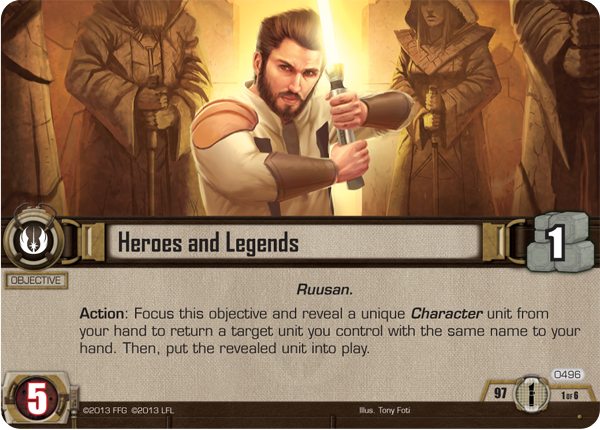 Heroes and Legends
1
OBJECTIVE
Ruusan.
Action: Focus this objective and reveal a unique Character unit from
your hand to return a target unit you control with the same name to your
hand. Then, put the revealed unit into play.
0496
5
©2013 FFG ©2013 LFL
Illus. Tony Foti
97
1 OF 6